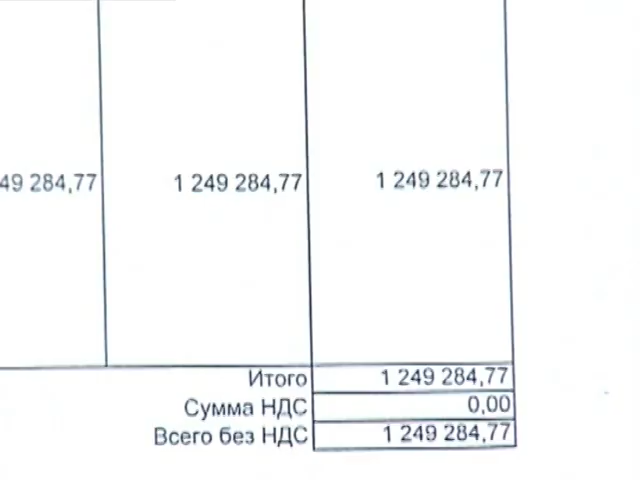 49 284,77 1 249 284,77 1 249 284,77
Итого 1 249 284,77
Сумма НДС 0,00
Всего без НДС 1 249 284,77